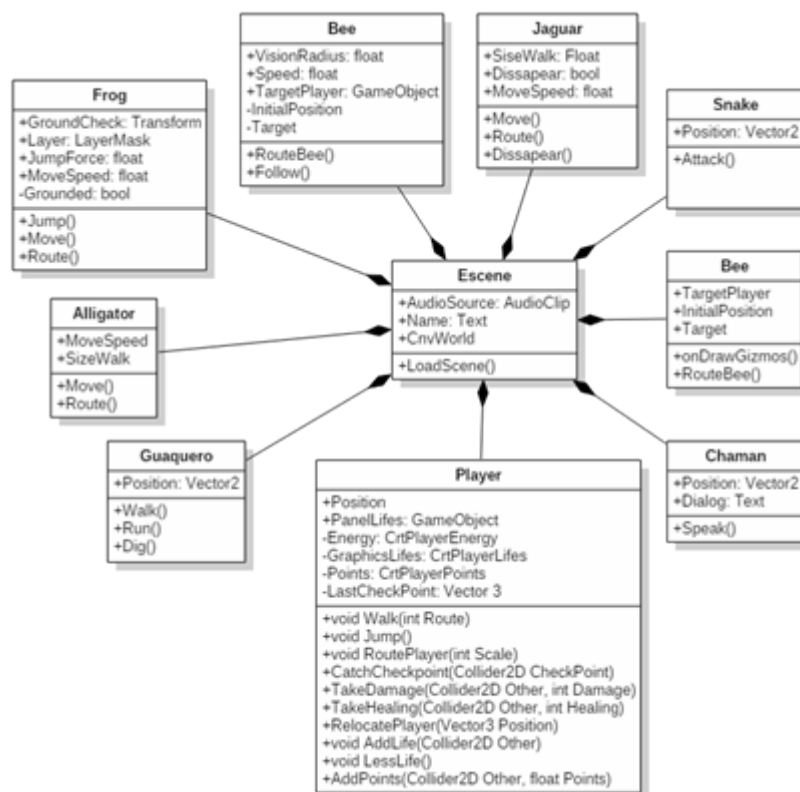 Bee
+VisionRadius: float
+Speed: float
+TargetPlayer: GameObject
-InitialPosition
-Target
+RouteBee()
+Follow()
Jaguar
+SiseWalk: Float
+Dissapear: bool
+MoveSpeed: float
+Move()
+Route()
+Dissapear()
Frog
+GroundCheck: Transform
+Layer: LayerMask
+JumpForce: float
+MoveSpeed: float
-Grounded: bool
+Jump()
+Move()
+Route()
Snake
+Position: Vector2
+Attack()
Escene
+AudioSource: AudioClip
+Name: Text
+CnvWorld
+LoadScene()
Bee
+TargetPlayer
+InitialPosition
+Target
+onDrawGizmos()
+RouteBee()
Alligator
+MoveSpeed
+SizeWalk
+Move()
+Route()
Guaquero
+Position: Vector2
+Walk()
+Run()
+Dig()
Player
+Position
+PanelLifes: GameObject
-Energy: CrtPlayerEnergy
-GraphicsLifes: CrtPlayerLifes
-Points: CrtPlayerPoints
-LastCheckPoint: Vector 3
+void Walk(int Route)
+void Jump()
+void RoutePlayer(int Scale)
+CatchCheckpoint(Collider2D CheckPoint)
+TakeDamage(Collider2D Other, int Damage)
+TakeHealing(Collider2D Other, int Healing)
+RelocatePlayer(Vector3 Position)
+void AddLife(Collider2D Other)
+void LessLife()
+AddPoints(Collider2D Other, float Points)
Chaman
+Position: Vector2
+Dialog: Text
+Speak()